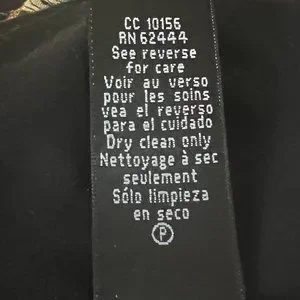 CC 10156
RN 62444
See reverse
for care
Voir au verso
pour les soins
vea el reverso
para el cuidado
Dry clean only
Nettoyage à sec
seulement
Sólo limpieza
en seco
P